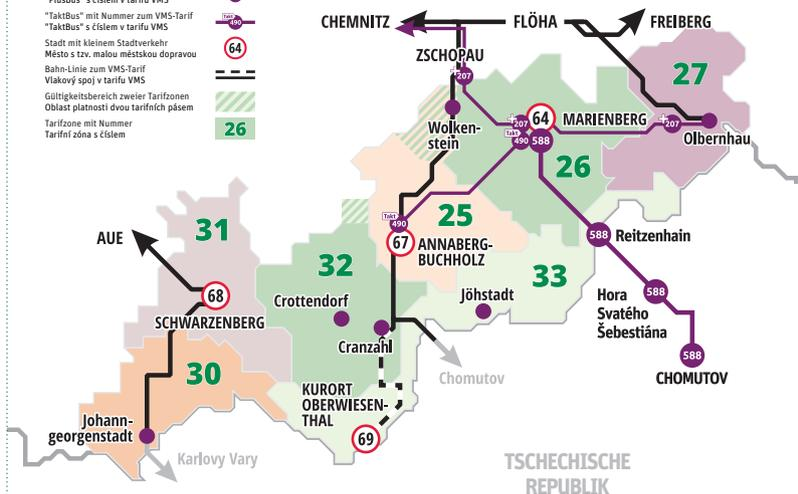 "PlusBus" s číslem v tarifu VMS
"TaktBus" mit Nummer zum VMS-Tarif
"TaktBus" s číslem v tarifu VMS
Takt
490
Stadt mit kleinem Stadtverkehr
Město s tzv. malou městskou dopravou
64
Bahn-Linie zum VMS-Tarif
Vlakový spoj v tarifu VMS
Gültigkeitsbereich zweier Tarifzonen
Oblast platnosti dvou tarifních pásem
Tarifzone mit Nummer
Tarifní zóna s číslem
26
CHEMNITZ
FLÖHA
FREIBERG
ZSCHOPAU
+207
27
Wolken-
stein
+207
Takt
490
64
588
MARIENBERG
+207
Olbernhau
26
31
AUE
25
Takt
490
67
ANNABERG-
BUCHHOLZ
588
Reitzenhain
32
33
68
SCHWARZENBERG
Crottendorf
Cranzahl
Jöhstadt
588
Hora
Svatého
Šebestiána
588
CHOMUTOV
30
Chomutov
KURORT
OBERWIESEN-
THAL
69
Johann-
georgenstadt
Karlovy Vary
TSCHECHISCHE
REPUBLIK